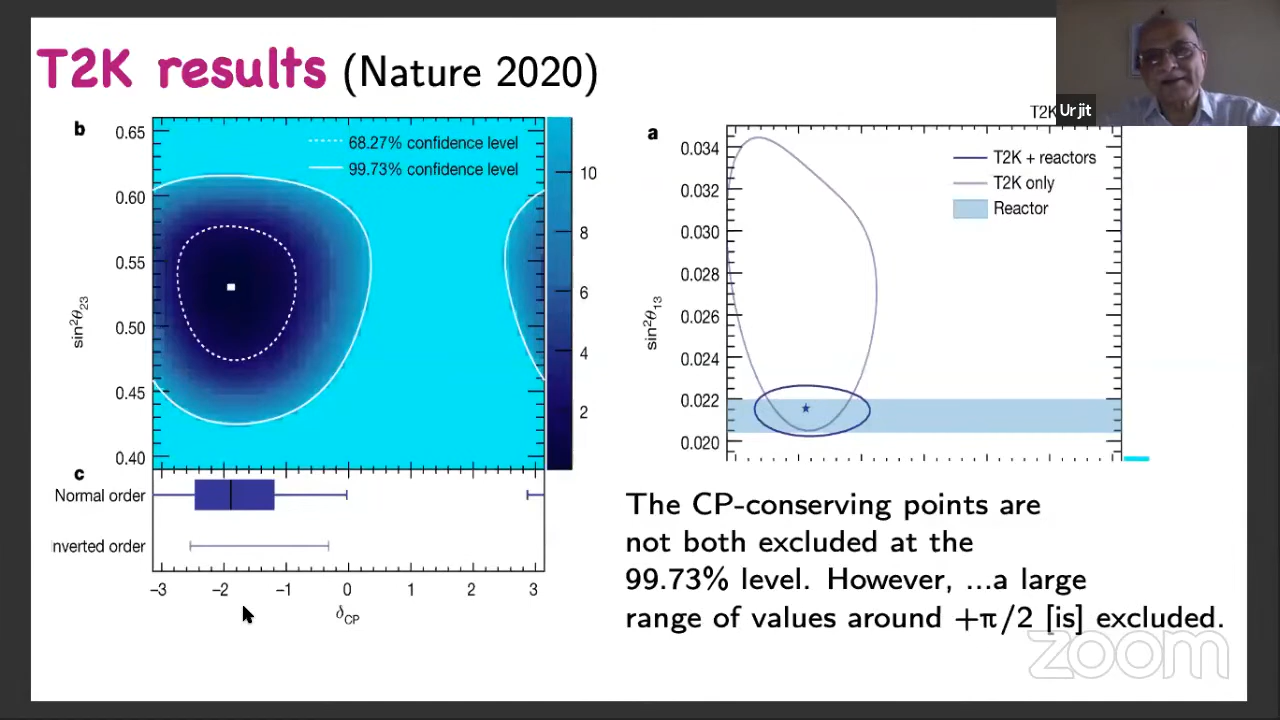 T2K results (Nature 2020)
b
0.65
0.60
0.55
0.50
0.45
0.40
sin²θ23
68.27% confidence level
99.73% confidence level
10
8
6
4
2
c
Normal order
nverted order
−3 −2 −1 0 1 2 3
δCP
T2K
Urjit
a
0.034
0.032
0.030
0.028
0.026
0.024
0.022
0.020
sin²θ13
T2K + reactors
T2K only
Reactor
The CP-conserving points are
not both excluded at the
99.73% level. However, ...a large
range of values around +π/2 [is] excluded.
zoom